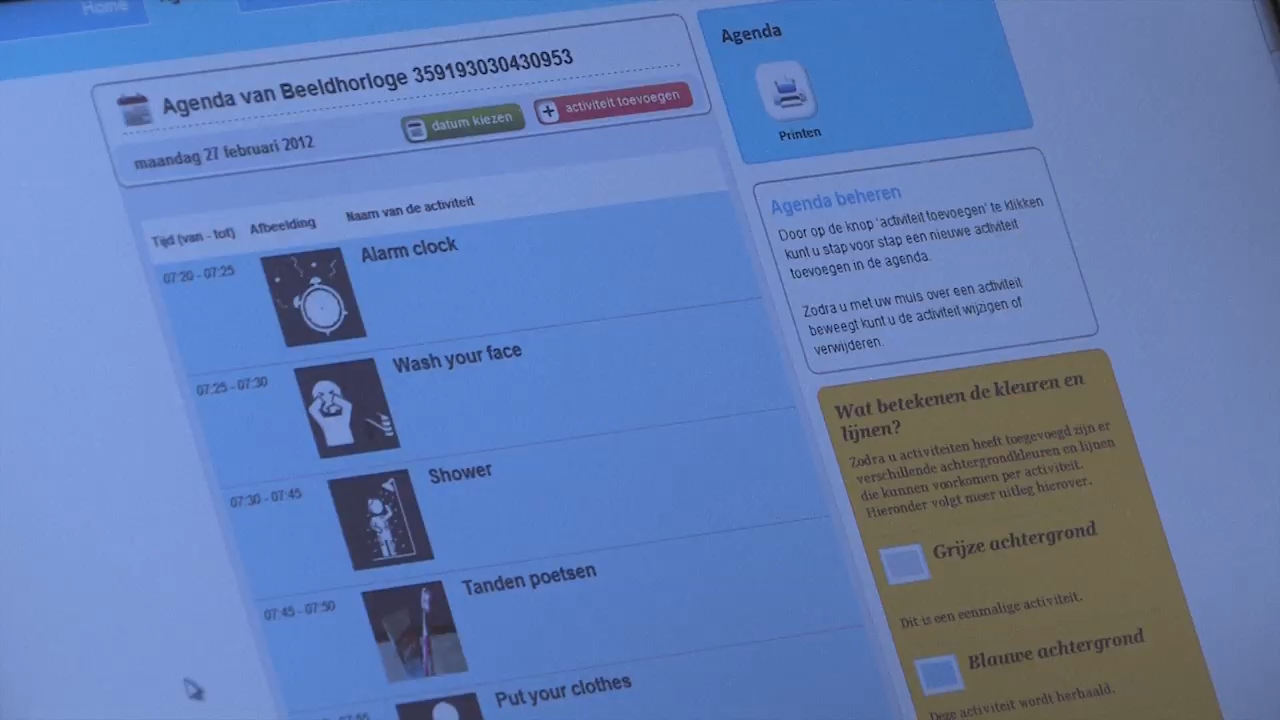 Home
Agenda van Beeldhorloge 359193030430953
maandag 27 februari 2012
datum kiezen
activiteit toevoegen
Tijd (van - tot)
Afbeelding
Naam van de activiteit
07:20 - 07:25
Alarm clock
07:25 - 07:30
Wash your face
07:30 - 07:45
Shower
07:45 - 07:50
Tanden poetsen
Put your clothes
Agenda
Printen
Agenda beheren
Door op de knop 'activiteit toevoegen' te klikken
kunt u stap voor stap een nieuwe activiteit
toevoegen in de agenda.
Zodra u met uw muis over een activiteit
beweegt kunt u de activiteit wijzigen of
verwijderen.
Wat betekenen de kleuren en
lijnen?
Zodra u activiteiten heeft toegevoegd zijn er
verschillende achtergrondkleuren en lijnen
die kunnen voorkomen per activiteit.
Hieronder volgt meer uitleg hierover.
Grijze achtergrond
Dit is een eenmalige activiteit.
Blauwe achtergrond
Deze activiteit wordt herhaald.